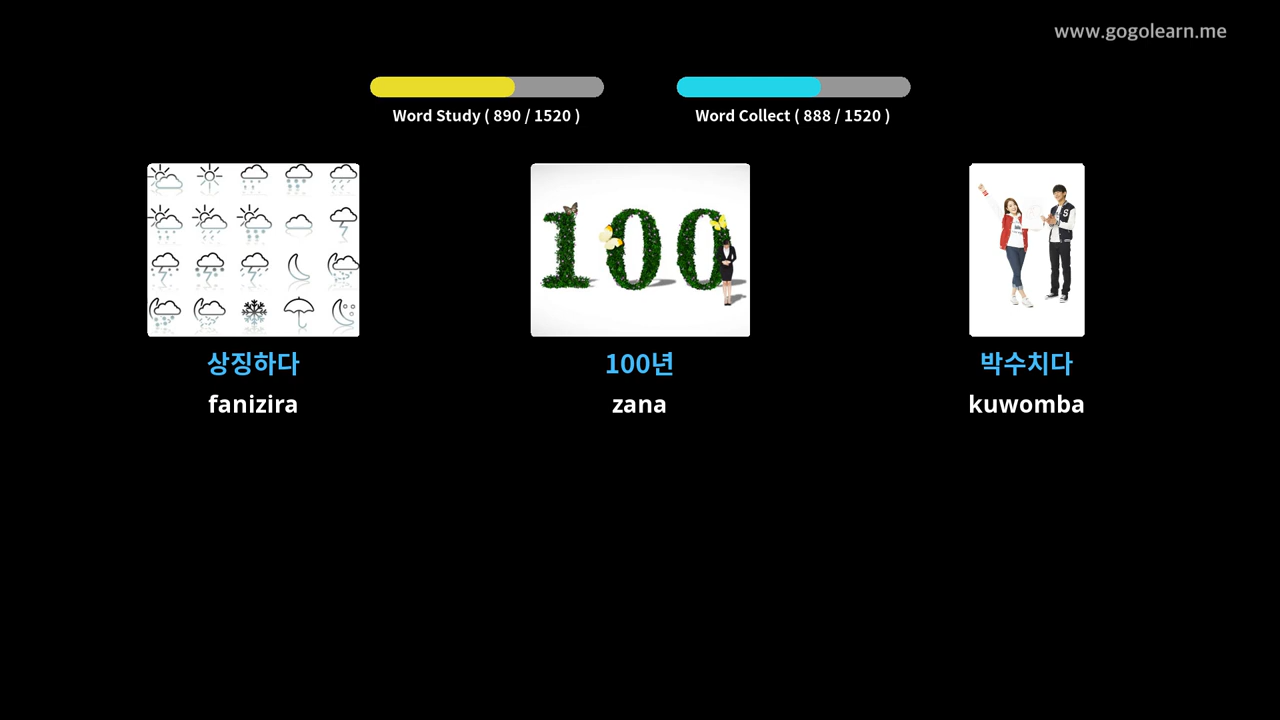 www.gogolearn.me
Word Study ( 890 / 1520 )
Word Collect ( 888 / 1520 )
100
상징하다
100년
박수치다
fanizira
zana
kuwomba